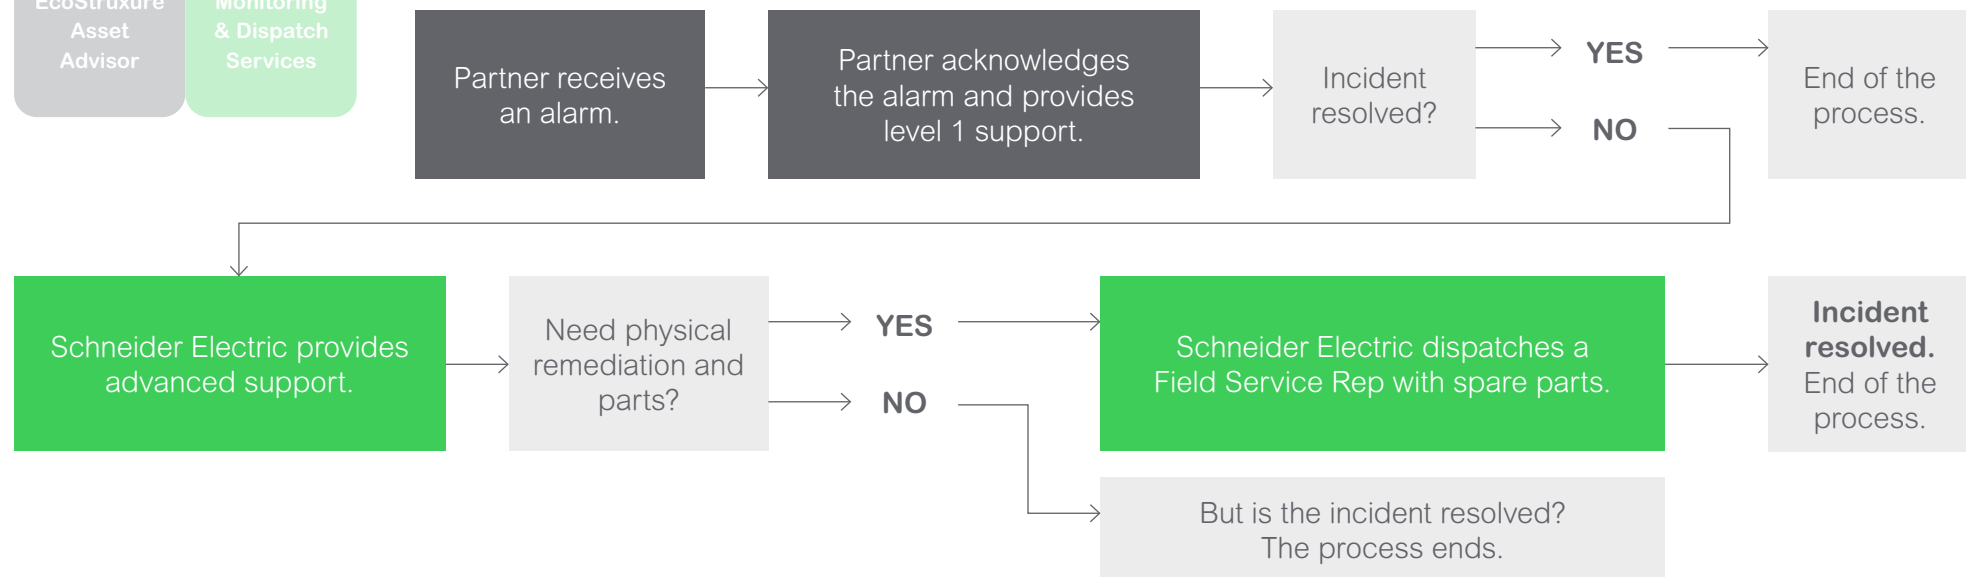 EcoStruxure
Asset
Advisor
Monitoring
& Dispatch
Services
Partner receives
an alarm.
Partner acknowledges
the alarm and provides
level 1 support.
Incident
resolved?
YES
NO
End of the
process.
Schneider Electric provides
advanced support.
Need physical
remediation and
parts?
YES
NO
Schneider Electric dispatches a
Field Service Rep with spare parts.
Incident
resolved.
End of the
process.
But is the incident resolved?
The process ends.